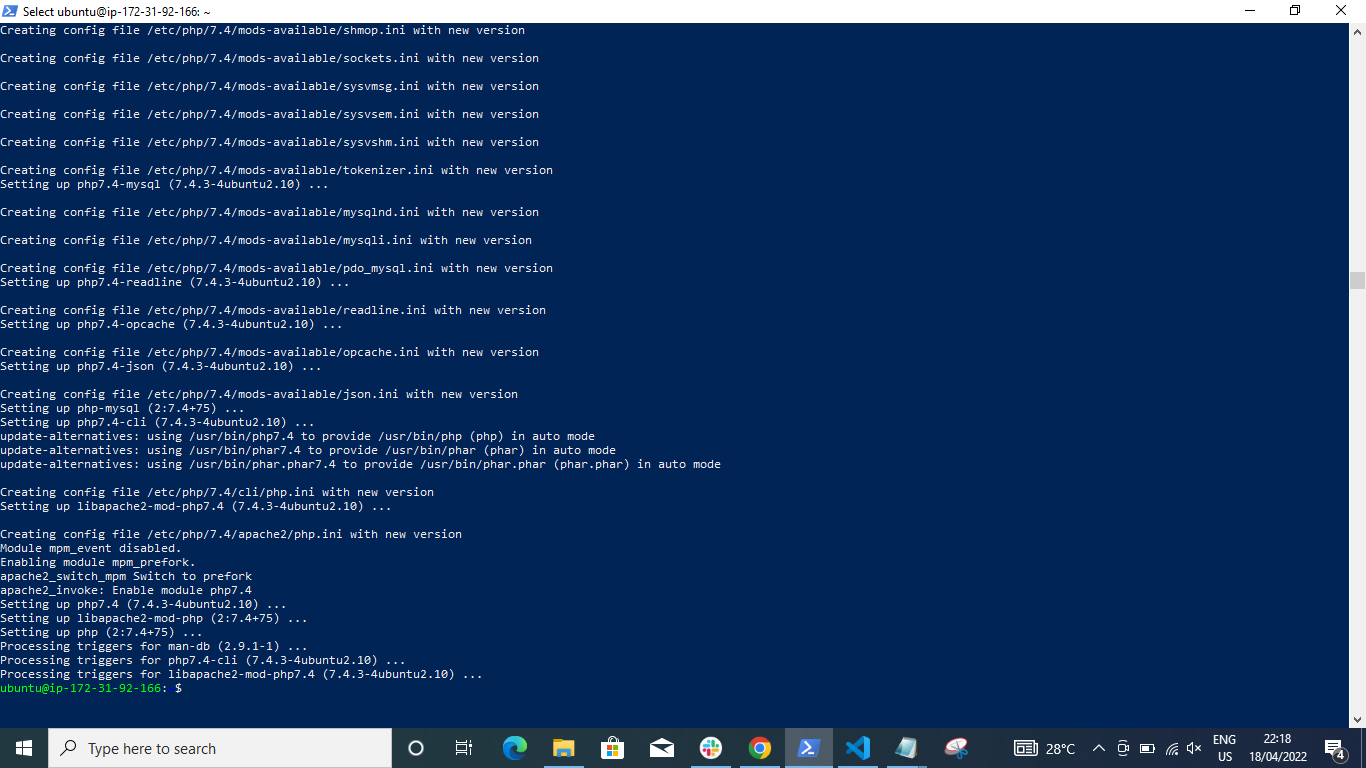 Select ubuntu@ip-172-31-92-166: ~
Creating config file /etc/php/7.4/mods-available/shmop.ini with new version
Creating config file /etc/php/7.4/mods-available/sockets.ini with new version
Creating config file /etc/php/7.4/mods-available/sysvmsg.ini with new version
Creating config file /etc/php/7.4/mods-available/sysvsem.ini with new version
Creating config file /etc/php/7.4/mods-available/sysvshm.ini with new version
Creating config file /etc/php/7.4/mods-available/tokenizer.ini with new version
Setting up php7.4-mysql (7.4.3-4ubuntu2.10) ...
Creating config file /etc/php/7.4/mods-available/mysqlnd.ini with new version
Creating config file /etc/php/7.4/mods-available/mysqli.ini with new version
Creating config file /etc/php/7.4/mods-available/pdo_mysql.ini with new version
Setting up php7.4-readline (7.4.3-4ubuntu2.10) ...
Creating config file /etc/php/7.4/mods-available/readline.ini with new version
Setting up php7.4-opcache (7.4.3-4ubuntu2.10) ...
Creating config file /etc/php/7.4/mods-available/opcache.ini with new version
Setting up php7.4-json (7.4.3-4ubuntu2.10) ...
Creating config file /etc/php/7.4/mods-available/json.ini with new version
Setting up php-mysql (2:7.4+75) ...
Setting up php7.4-cli (7.4.3-4ubuntu2.10) ...
update-alternatives: using /usr/bin/php7.4 to provide /usr/bin/php (php) in auto mode
update-alternatives: using /usr/bin/phar7.4 to provide /usr/bin/phar (phar) in auto mode
update-alternatives: using /usr/bin/phar.phar7.4 to provide /usr/bin/phar.phar (phar.phar) in auto mode
Creating config file /etc/php/7.4/cli/php.ini with new version
Setting up libapache2-mod-php7.4 (7.4.3-4ubuntu2.10) ...
Creating config file /etc/php/7.4/apache2/php.ini with new version
Module mpm_event disabled.
Enabling module mpm_prefork.
apache2_switch_mpm Switch to prefork
apache2_invoke: Enable module php7.4
Setting up php7.4 (7.4.3-4ubuntu2.10) ...
Setting up libapache2-mod-php (2:7.4+75) ...
Setting up php (2:7.4+75) ...
Processing triggers for man-db (2.9.1-1) ...
Processing triggers for php7.4-cli (7.4.3-4ubuntu2.10) ...
Processing triggers for libapache2-mod-php7.4 (7.4.3-4ubuntu2.10) ...
ubuntu@ip-172-31-92-166: $
Type here to search
28°C
ENG
US
22:18
18/04/2022
4